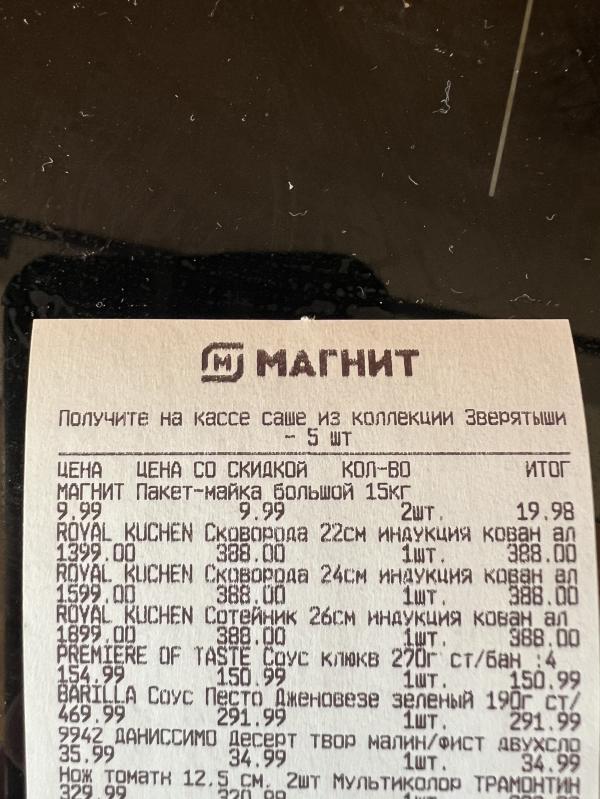 МАГНИТ
Получите на кассе саше из коллекции Зверятыши
- 5 шт
ЦЕНА ЦЕНА СО СКИДКОЙ КОЛ-ВО ИТОГ
МАГНИТ Пакет-майка большой 15кг
9.99 9.99 2шт. 19.98
ROYAL KUCHEN Сковорода 22см индукция кован ал
1399.00 388.00 1шт. 388.00
ROYAL KUCHEN Сковорода 24см индукция кован ал
1599.00 388.00 1шт. 388.00
ROYAL KUCHEN Сотейник 26см индукция кован ал
1899.00 388.00 1шт. 388.00
PREMIERE OF TASTE Соус клюкв 270г ст/бан :4
154.99 150.99 1шт. 150.99
BARILLA Соус Песто Дженовезе зеленый 190г ст/
469.99 291.99 1шт. 291.99
9942 ДАНИССИМО Десерт твор малин/фист двухсло
35.99 34.99 1шт. 34.99
Нож томатн 12.5 см. 2шт Мультиколор ТРАМОНТИН
329.99 320.99